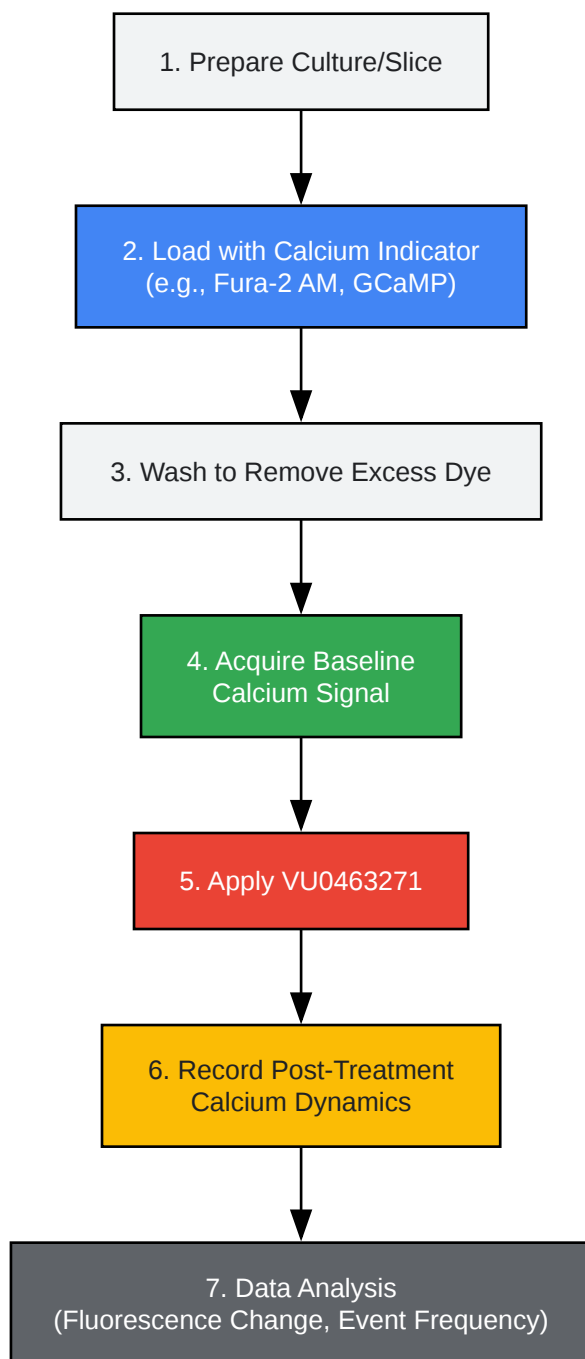 1. Prepare Culture/Slice
2. Load with Calcium Indicator
(e.g., Fura-2 AM, GCaMP)
3. Wash to Remove Excess Dye
4. Acquire Baseline
Calcium Signal
5. Apply VU0463271
6. Record Post-Treatment
Calcium Dynamics
7. Data Analysis
(Fluorescence Change, Event Frequency)